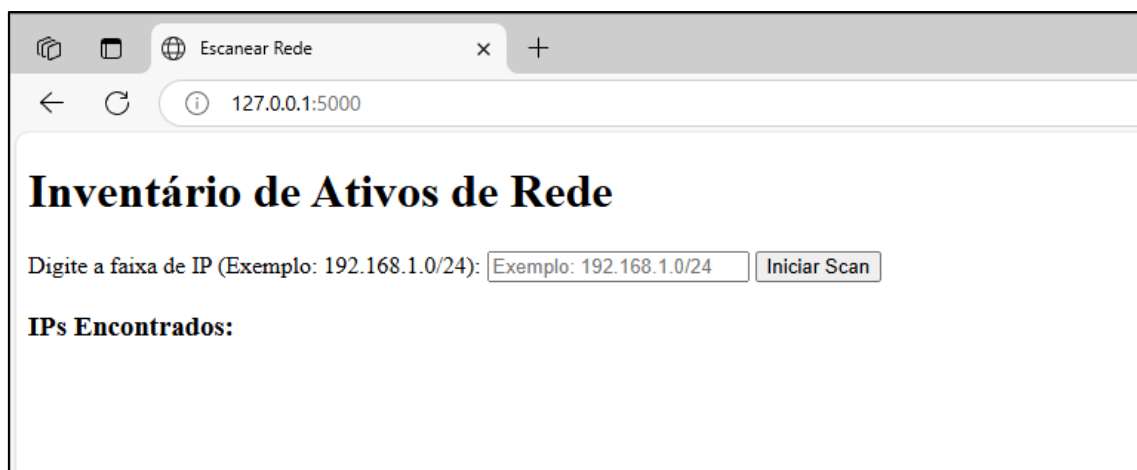 Escanear Rede
127.0.0.1:5000
Inventário de Ativos de Rede
Digite a faixa de IP (Exemplo: 192.168.1.0/24): Exemplo: 192.168.1.0/24 Iniciar Scan
IPs Encontrados: